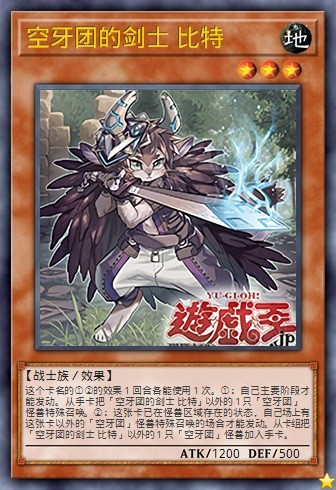 空牙团的剑士 比特
地
YU-GI-OH!
遊戯王
.jp
【战士族／效果】
这个卡名的①②的效果1回合各能使用1次。①：自己主要阶段才
能发动。从手卡把「空牙团的剑士 比特」以外的1只「空牙团」
怪兽特殊召唤。②：这张卡已在怪兽区域存在的状态，自己场上有
这张卡以外的「空牙团」怪兽特殊召唤的场合才能发动。从卡组把
「空牙团的剑士 比特」以外的1只「空牙团」怪兽加入手卡。
ATK/1200 DEF/500